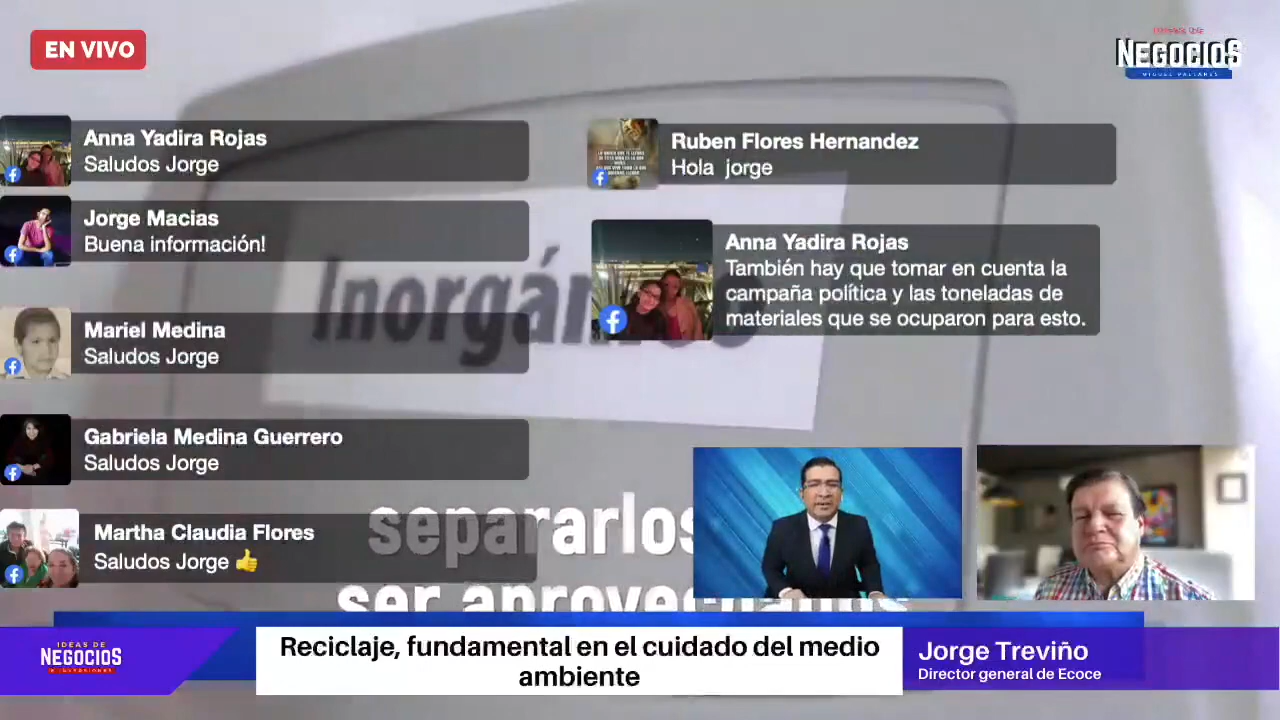 EN VIVO
NEGOCIOS
Anna Yadira Rojas
Saludos Jorge
Jorge Macias
Buena información!
Mariel Medina
Saludos Jorge
Gabriela Medina Guerrero
Saludos Jorge
Martha Claudia Flores
Saludos Jorge 👍
Ruben Flores Hernandez
Hola jorge
Anna Yadira Rojas
También hay que tomar en cuenta la
campaña política y las toneladas de
materiales que se ocuparon para esto.
separarlos
ser aprovechados
IDEAS DE
NEGOCIOS
Reciclaje, fundamental en el cuidado del medio
ambiente
Jorge Treviño
Director general de Ecoce